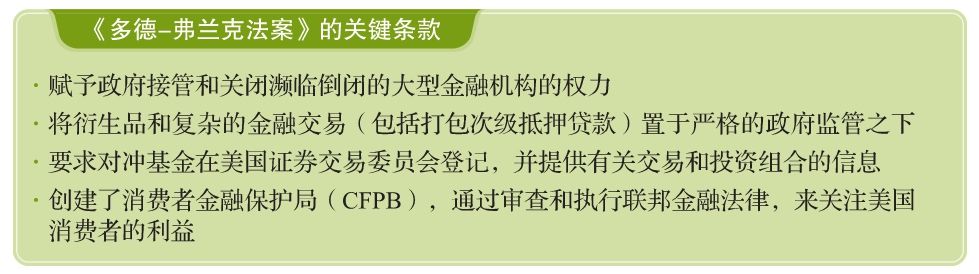 《多德-弗兰克法案》的关键条款
· 赋予政府接管和关闭濒临倒闭的大型金融机构的权力
· 将衍生品和复杂的金融交易（包括打包次级抵押贷款）置于严格的政府监管之下
· 要求对冲基金在美国证券交易委员会登记，并提供有关交易和投资组合的信息
· 创建了消费者金融保护局（CFPB），通过审查和执行联邦金融法律，来关注美国
消费者的利益